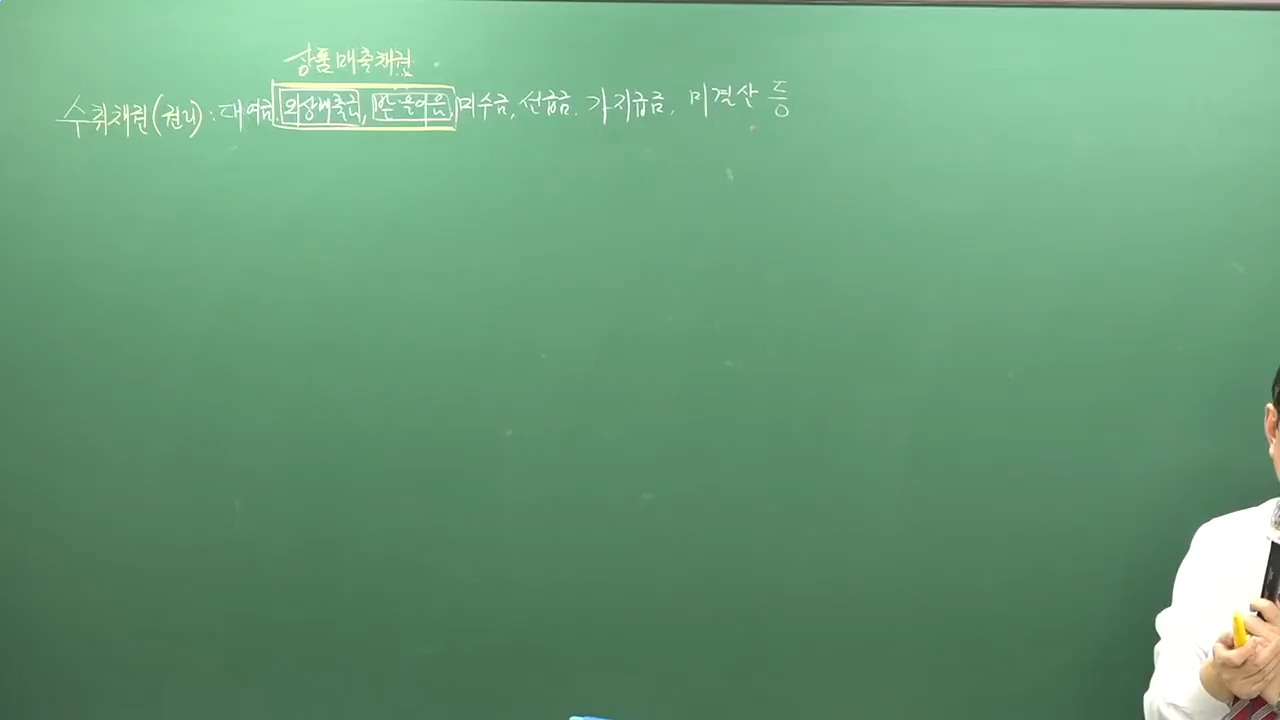 상품매출채권
수취채권(권리): 대여금, 외상매출금, 받을어음, 미수금, 선급금, 가지급금, 미결산 등